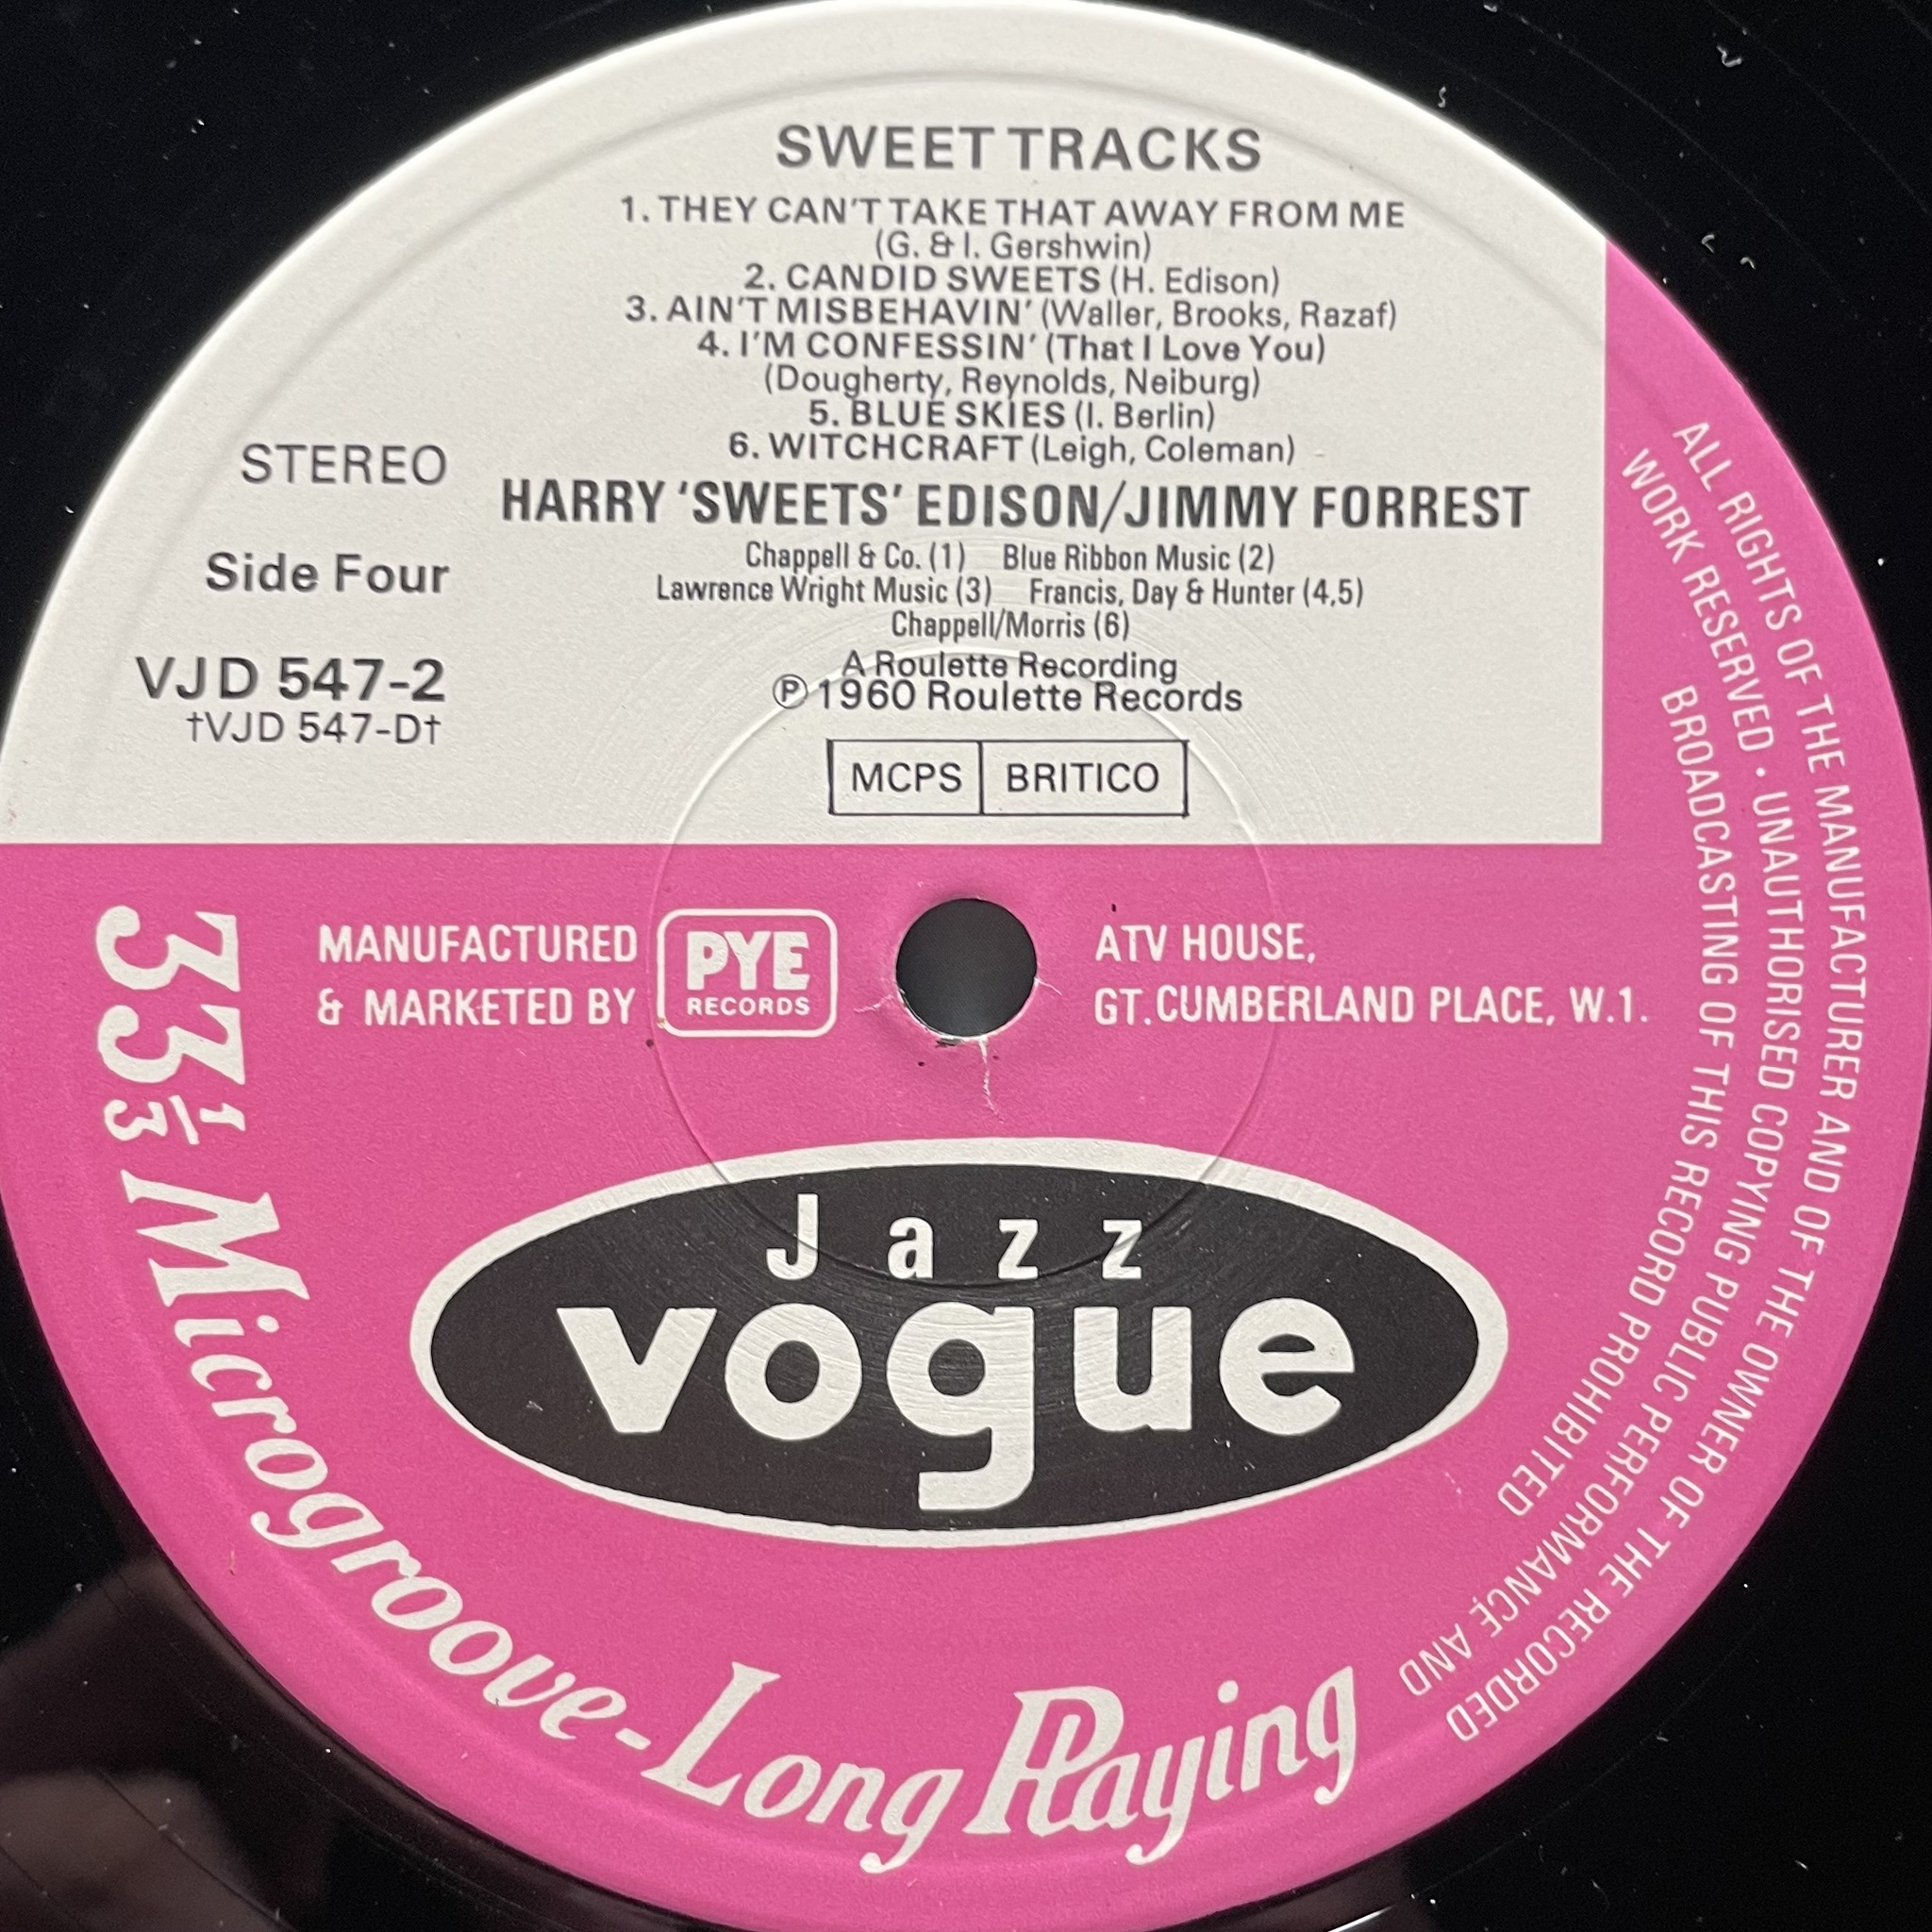 SWEET TRACKS
1. THEY CAN'T TAKE THAT AWAY FROM ME
(G. & I. Gershwin)
2. CANDID SWEETS (H. Edison)
3. AIN'T MISBEHAVIN' (Waller, Brooks, Razaf)
4. I'M CONFESSIN' (That I Love You)
(Dougherty, Reynolds, Neiburg)
5. BLUE SKIES (I. Berlin)
6. WITCHCRAFT (Leigh, Coleman)
HARRY 'SWEETS' EDISON/JIMMY FORREST
Chappell & Co. (1) Blue Ribbon Music (2)
Lawrence Wright Music (3) Francis, Day & Hunter (4,5)
Chappell/Morris (6)
A Roulette Recording
Ⓟ 1960 Roulette Records
MCPS BRITICO
STEREO
Side Four
VJD 547-2
†VJD 547-D†
MANUFACTURED
& MARKETED BY
PYE
RECORDS
ATV HOUSE,
GT. CUMBERLAND PLACE, W.1.
Jazz
vogue
33⅓ Microgroove-Long Playing
ALL RIGHTS OF THE MANUFACTURER AND OF THE OWNER OF THE RECORDED
WORK RESERVED · UNAUTHORISED COPYING PUBLIC PERFORMANCE AND
BROADCASTING OF THIS RECORD PROHIBITED